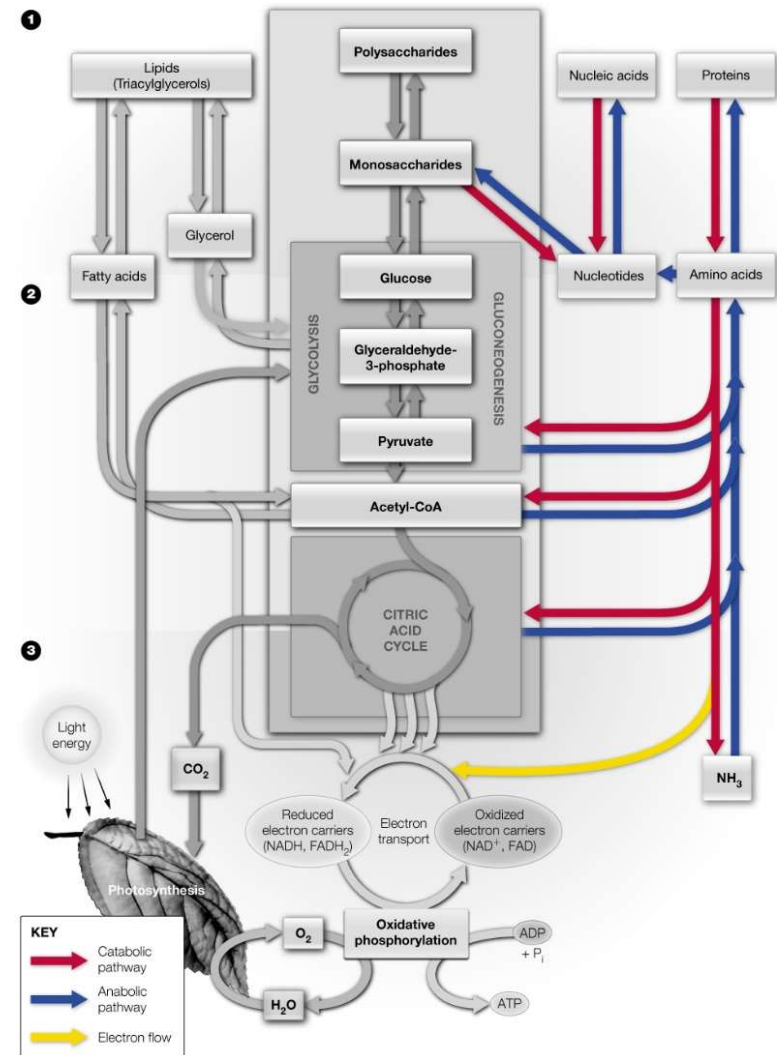 1
Lipids
(Triacylglycerols)
Polysaccharides
Nucleic acids
Proteins
Monosaccharides
Glycerol
Fatty acids
Glucose
Nucleotides
Amino acids
2
GLYCOLYSIS
Glyceraldehyde-
3-phosphate
GLUCONEOGENESIS
Pyruvate
Acetyl-CoA
CITRIC
ACID
CYCLE
3
Light
energy
CO₂
NH₃
Reduced
electron carriers
(NADH, FADH₂)
Electron
transport
Oxidized
electron carriers
(NAD⁺, FAD)
Photosynthesis
O₂
Oxidative
phosphorylation
ADP
+ Pᵢ
H₂O
ATP
KEY
Catabolic
pathway
Anabolic
pathway
Electron flow